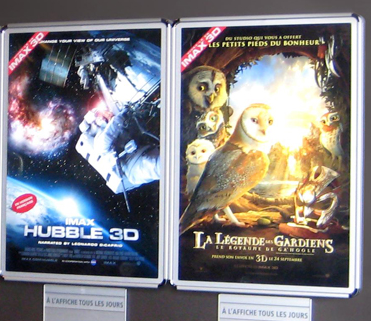 IMAX 3D
CHANGE YOUR VIEW OF OUR UNIVERSE
IMAX
HUBBLE 3D
NARRATED BY LEONARDO DICAPRIO
À L'AFFICHE TOUS LES JOURS
IMAX 3D
DU STUDIO QUI VOUS A OFFERT
LES PETITS PIEDS DU BONHEUR
LA LÉGENDE DES GARDIENS
LE ROYAUME DE GA'HOOLE
PREND SON ENVOL EN 3D LE 24 SEPTEMBRE
À L'AFFICHE TOUS LES JOURS